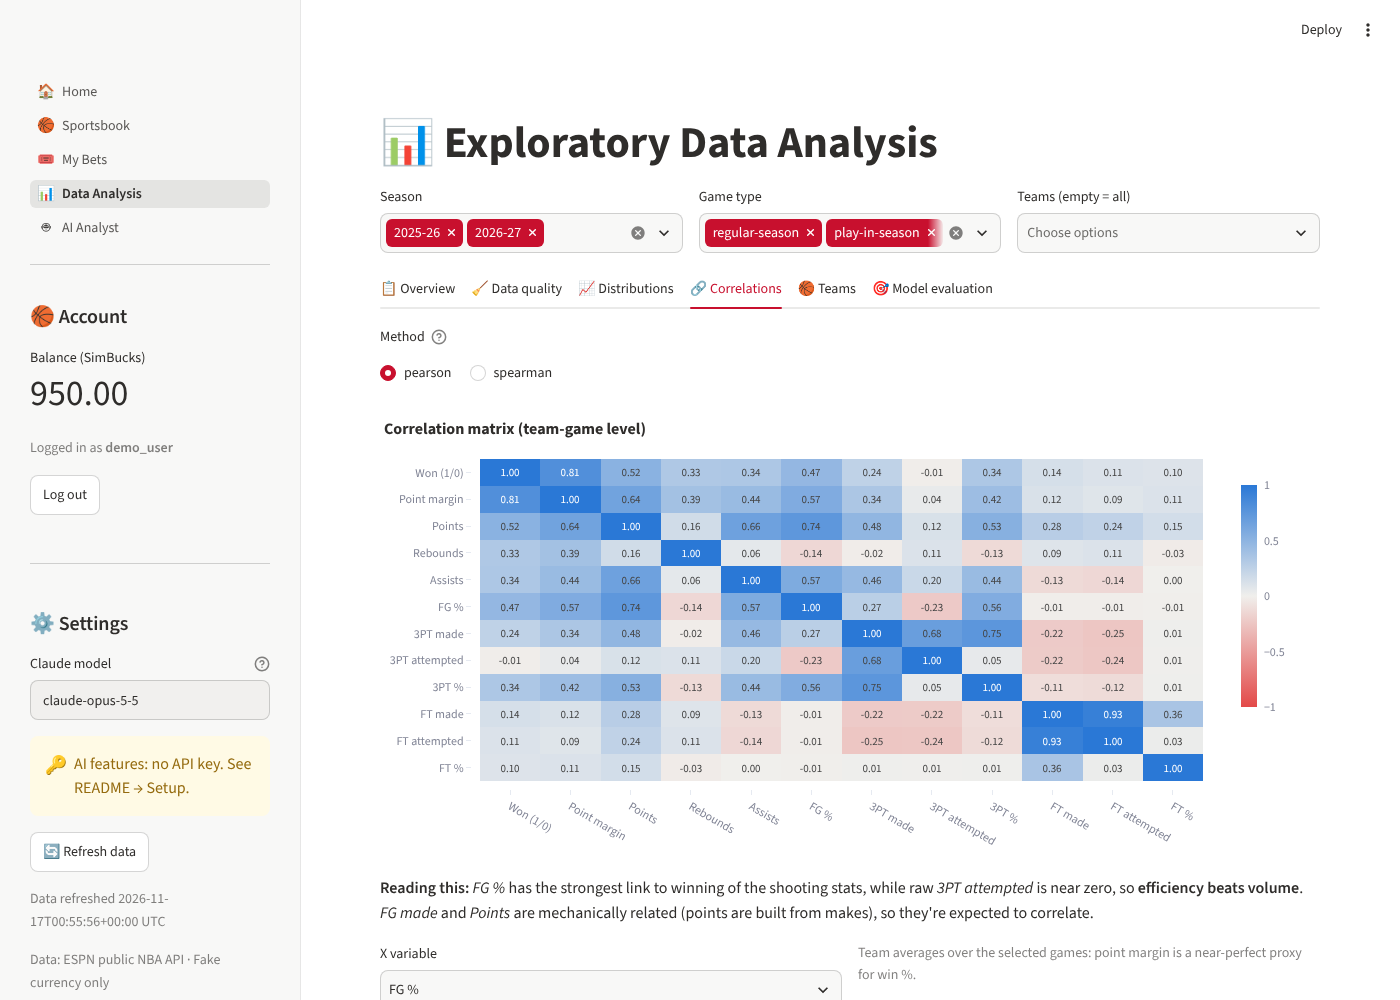 Deploy
Home
Sportsbook
My Bets
Data Analysis
AI Analyst
Account
Balance (SimBucks)
950.00
Logged in as demo_user
Log out
Settings
Claude model
claude-opus-5-5
AI features: no API key. See
README → Setup.
Refresh data
Data refreshed 2026-11-
17T00:55:56+00:00 UTC
Data: ESPN public NBA API · Fake
currency only
Exploratory Data Analysis
Season
Game type
Teams (empty = all)
2025-26
2026-27
regular-season
play-in-season
Choose options
Overview
Data quality
Distributions
Correlations
Teams
Model evaluation
Method
pearson
spearman
Correlation matrix (team-game level)
Won (1/0) 1.00 0.81 0.52 0.33 0.34 0.47 0.24 -0.01 0.34 0.14 0.11 0.10
Point margin 0.81 1.00 0.64 0.39 0.44 0.57 0.34 0.04 0.42 0.12 0.09 0.11
Points 0.52 0.64 1.00 0.16 0.66 0.74 0.48 0.12 0.53 0.28 0.24 0.15
Rebounds 0.33 0.39 0.16 1.00 0.06 -0.14 -0.02 0.11 -0.13 0.09 0.11 -0.03
Assists 0.34 0.44 0.66 0.06 1.00 0.57 0.46 0.20 0.44 -0.13 -0.14 0.00
FG % 0.47 0.57 0.74 -0.14 0.57 1.00 0.27 -0.23 0.56 -0.01 -0.01 -0.01
3PT made 0.24 0.34 0.48 -0.02 0.46 0.27 1.00 0.68 0.75 -0.22 -0.25 0.01
3PT attempted -0.01 0.04 0.12 0.11 0.20 -0.23 0.68 1.00 0.05 -0.22 -0.24 0.01
3PT % 0.34 0.42 0.53 -0.13 0.44 0.56 0.75 0.05 1.00 -0.11 -0.12 0.01
FT made 0.14 0.12 0.28 0.09 -0.13 -0.01 -0.22 -0.22 -0.11 1.00 0.93 0.36
FT attempted 0.11 0.09 0.24 0.11 -0.14 -0.01 -0.25 -0.24 -0.12 0.93 1.00 0.03
FT % 0.10 0.11 0.15 -0.03 0.00 -0.01 0.01 0.01 0.01 0.36 0.03 1.00
Won (1/0) Point margin Points Rebounds Assists FG % 3PT made 3PT attempted 3PT % FT made FT attempted FT %
1
0.5
0
−0.5
−1
Reading this: FG % has the strongest link to winning of the shooting stats, while raw 3PT attempted is near zero, so efficiency beats volume.
FG made and Points are mechanically related (points are built from makes), so they're expected to correlate.
X variable
FG %
Team averages over the selected games: point margin is a near-perfect proxy
for win %.